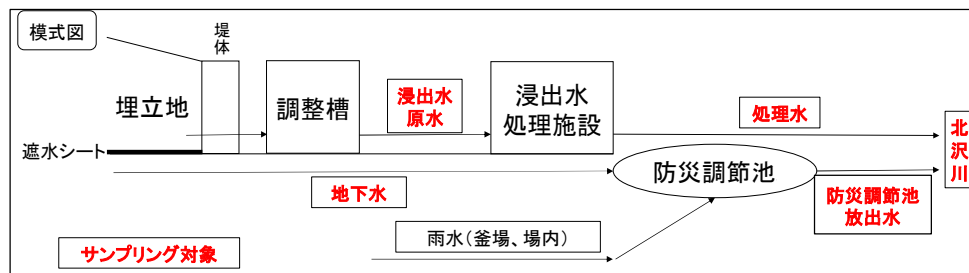 模式図
堤体
埋立地
調整槽
浸出水
原水
浸出水
処理施設
処理水
北沢川
遮水シート
防災調節池
地下水
防災調節池
放出水
雨水(釜場、場内)
サンプリング対象